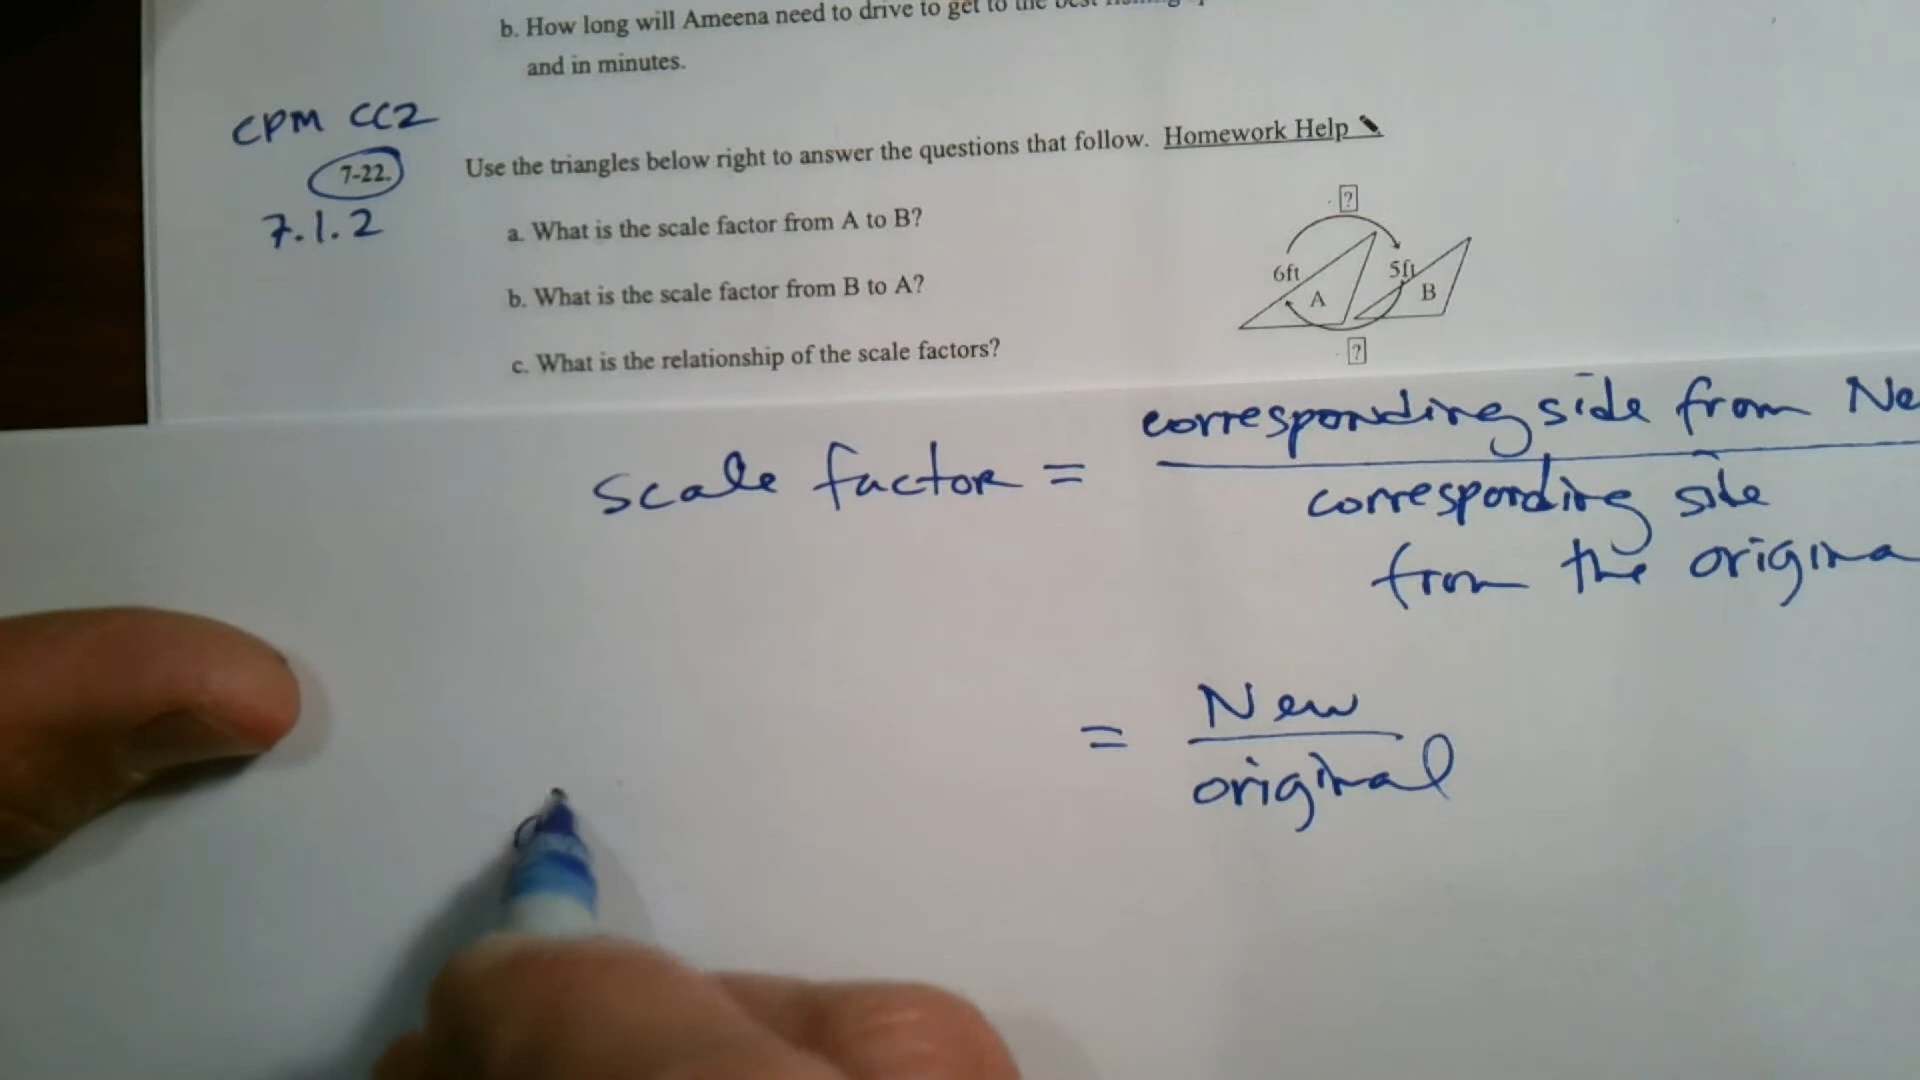 b. How long will Ameena need to drive to get to the best
and in minutes.
CPM CC2
7-22.
7.1.2
Use the triangles below right to answer the questions that follow. Homework Help
a. What is the scale factor from A to B?
b. What is the scale factor from B to A?
c. What is the relationship of the scale factors?
?
6ft
5ft
A
B
?
scale factor = corresponding side from Ne
corresponding side
from the origina
= New
original